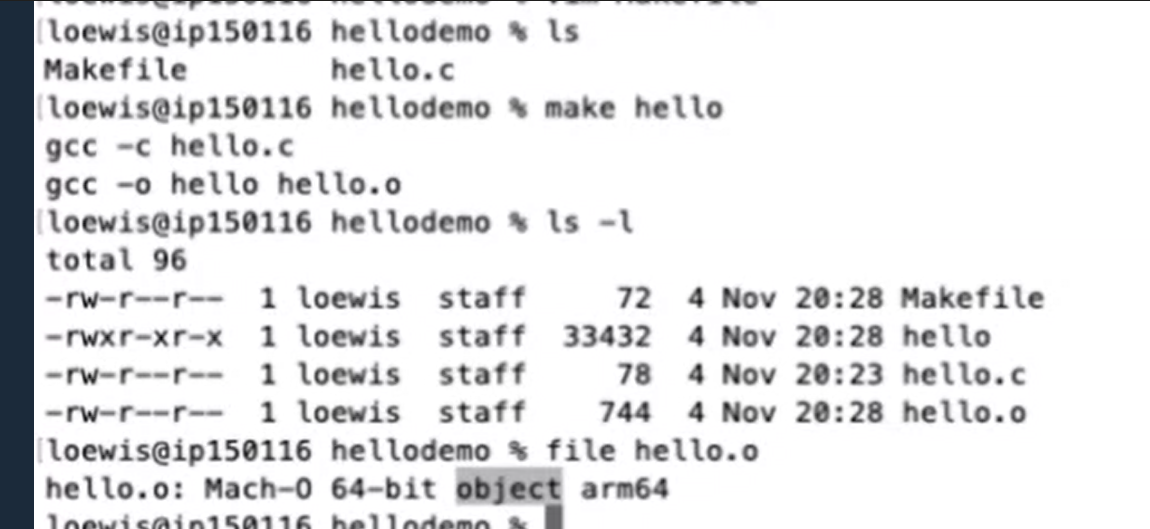 [loewis@ip150116 hellodemo % ls
Makefile hello.c
[loewis@ip150116 hellodemo % make hello
gcc -c hello.c
gcc -o hello hello.o
[loewis@ip150116 hellodemo % ls -l
total 96
-rw-r--r-- 1 loewis staff 72 4 Nov 20:28 Makefile
-rwxr-xr-x 1 loewis staff 33432 4 Nov 20:28 hello
-rw-r--r-- 1 loewis staff 78 4 Nov 20:23 hello.c
-rw-r--r-- 1 loewis staff 744 4 Nov 20:28 hello.o
[loewis@ip150116 hellodemo % file hello.o
hello.o: Mach-O 64-bit object arm64
loewis@ip150116 hellodemo %